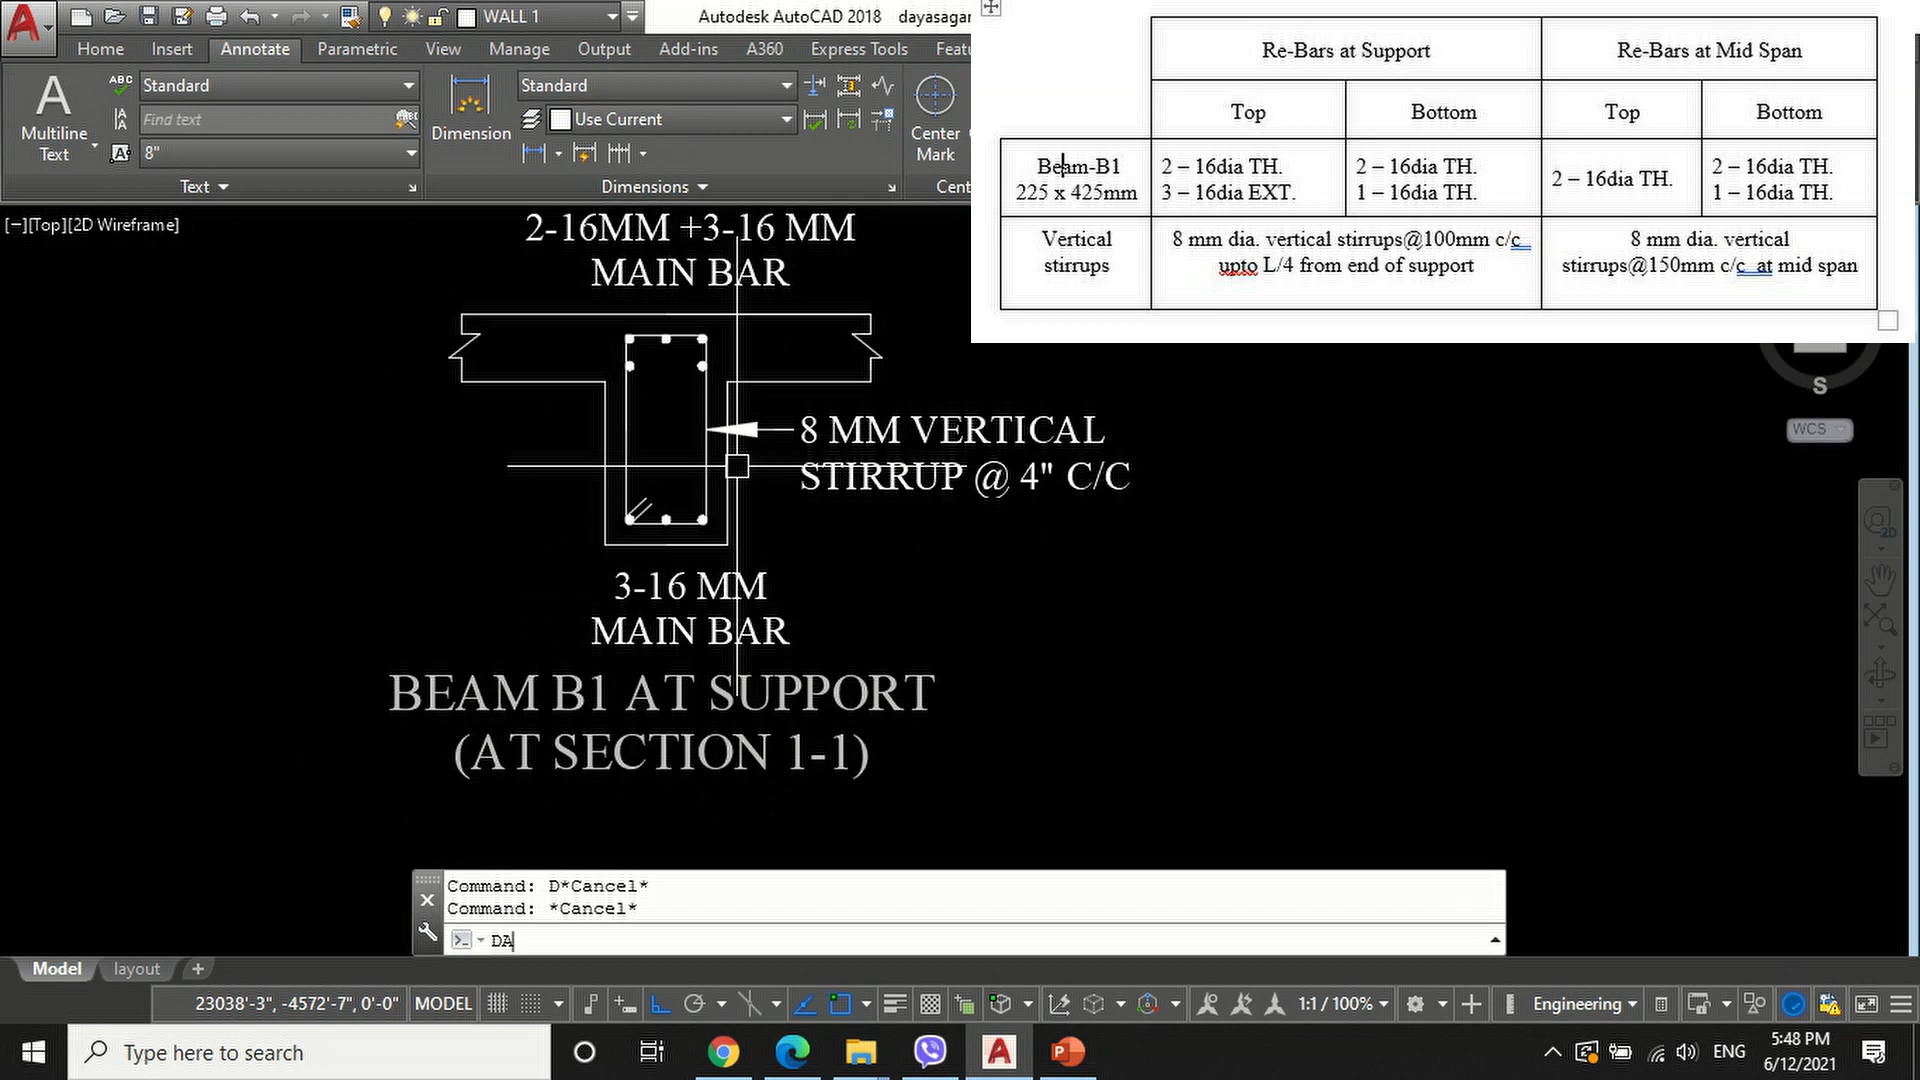 WALL 1
Autodesk AutoCAD 2018 dayasagar
Home Insert Annotate Parametric View Manage Output Add-ins A360 Express Tools Featu
A
Multiline
Text
ABC
Standard
Find text
8"
Text
Dimension
Standard
Use Current
Dimensions
Center
Mark
Cent
Re-Bars at Support Re-Bars at Mid Span
Top Bottom Top Bottom
Beam-B1
225 x 425mm
2 – 16dia TH.
3 – 16dia EXT.
2 – 16dia TH.
1 – 16dia TH.
2 – 16dia TH.
2 – 16dia TH.
1 – 16dia TH.
Vertical
stirrups
8 mm dia. vertical stirrups@100mm c/c
upto L/4 from end of support
8 mm dia. vertical
stirrups@150mm c/c at mid span
[−][Top][2D Wireframe]
2-16MM +3-16 MM
MAIN BAR
S
WCS
8 MM VERTICAL
STIRRUP @ 4" C/C
3-16 MM
MAIN BAR
BEAM B1 AT SUPPORT
(AT SECTION 1-1)
Command: D*Cancel*
Command: *Cancel*
DA
Model layout +
23038'-3", -4572'-7", 0'-0" MODEL 1:1 / 100% Engineering
Type here to search
ENG
5:48 PM
6/12/2021